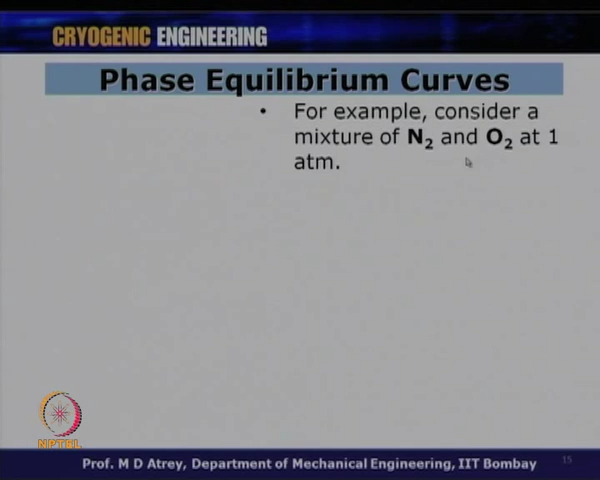 CRYOGENIC ENGINEERING
Phase Equilibrium Curves
• For example, consider a
mixture of N₂ and O₂ at 1
atm.
NPTEL
Prof. M D Atrey, Department of Mechanical Engineering, IIT Bombay
15